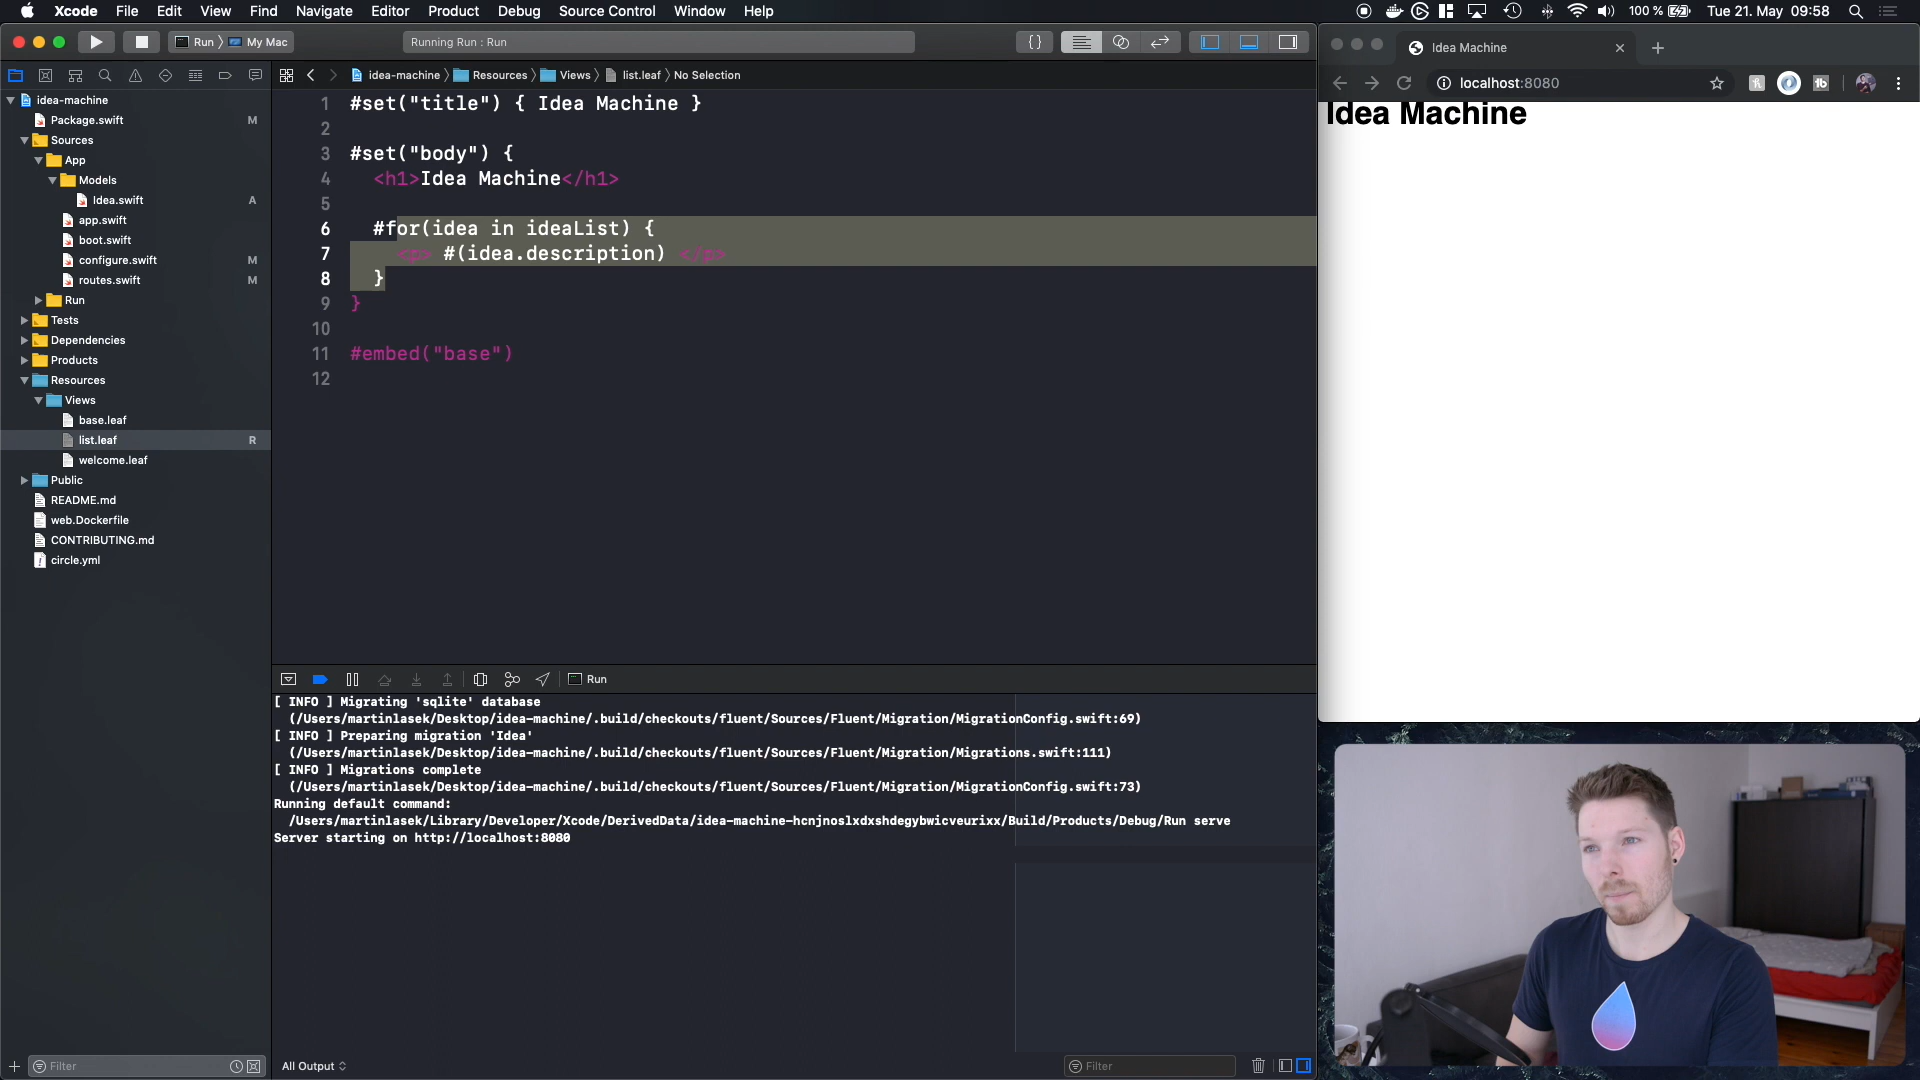 Xcode File Edit View Find Navigate Editor Product Debug Source Control Window Help
100 % Tue 21. May 09:58
Run My Mac
Running Run : Run
Idea Machine
localhost:8080
idea-machine Resources Views list.leaf No Selection
idea-machine
Package.swift M
Sources
App
Models
Idea.swift A
app.swift
boot.swift
configure.swift M
routes.swift M
Run
Tests
Dependencies
Products
Resources
Views
base.leaf
list.leaf R
welcome.leaf
Public
README.md
web.Dockerfile
CONTRIBUTING.md
circle.yml
Filter
1 #set("title") { Idea Machine }
2
3 #set("body") {
4 <h1>Idea Machine</h1>
5
6 #for(idea in ideaList) {
7 <p> #(idea.description) </p>
8 }
9 }
10
11 #embed("base")
12
Run
[ INFO ] Migrating 'sqlite' database
(/Users/martinlasek/Desktop/idea-machine/.build/checkouts/fluent/Sources/Fluent/Migration/MigrationConfig.swift:69)
[ INFO ] Preparing migration 'Idea'
(/Users/martinlasek/Desktop/idea-machine/.build/checkouts/fluent/Sources/Fluent/Migration/Migrations.swift:111)
[ INFO ] Migrations complete
(/Users/martinlasek/Desktop/idea-machine/.build/checkouts/fluent/Sources/Fluent/Migration/MigrationConfig.swift:73)
Running default command:
/Users/martinlasek/Library/Developer/Xcode/DerivedData/idea-machine-hcnjnoslxdxshdegybwicveurixx/Build/Products/Debug/Run serve
Server starting on http://localhost:8080
All Output
Filter
Idea Machine